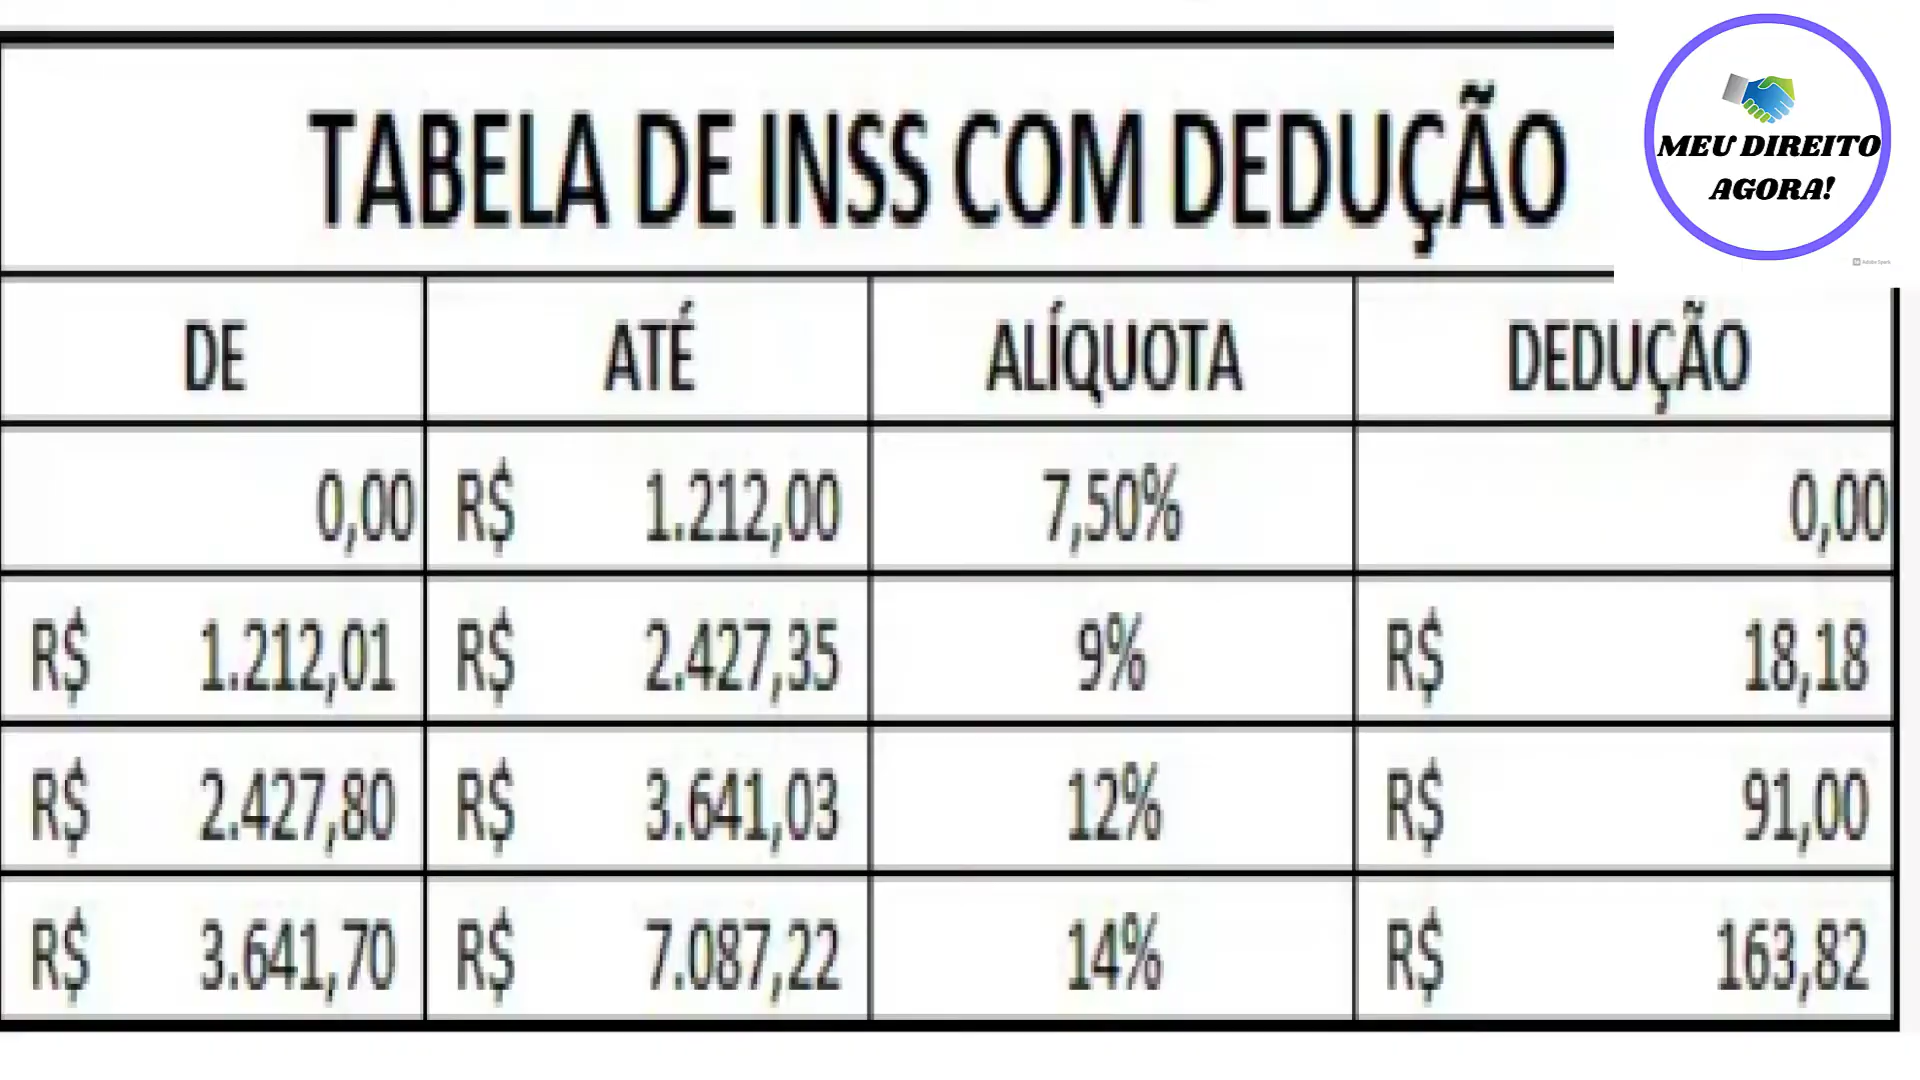 TABELA DE INSS COM DEDUÇÃO
MEU DIREITO
AGORA!
Adobe Spark
DE ATÉ ALÍQUOTA DEDUÇÃO
0,00 R$ 1.212,00 7,50% 0,00
R$ 1.212,01 R$ 2.427,35 9% R$ 18,18
R$ 2.427,80 R$ 3.641,03 12% R$ 91,00
R$ 3.641,70 R$ 7.087,22 14% R$ 163,82